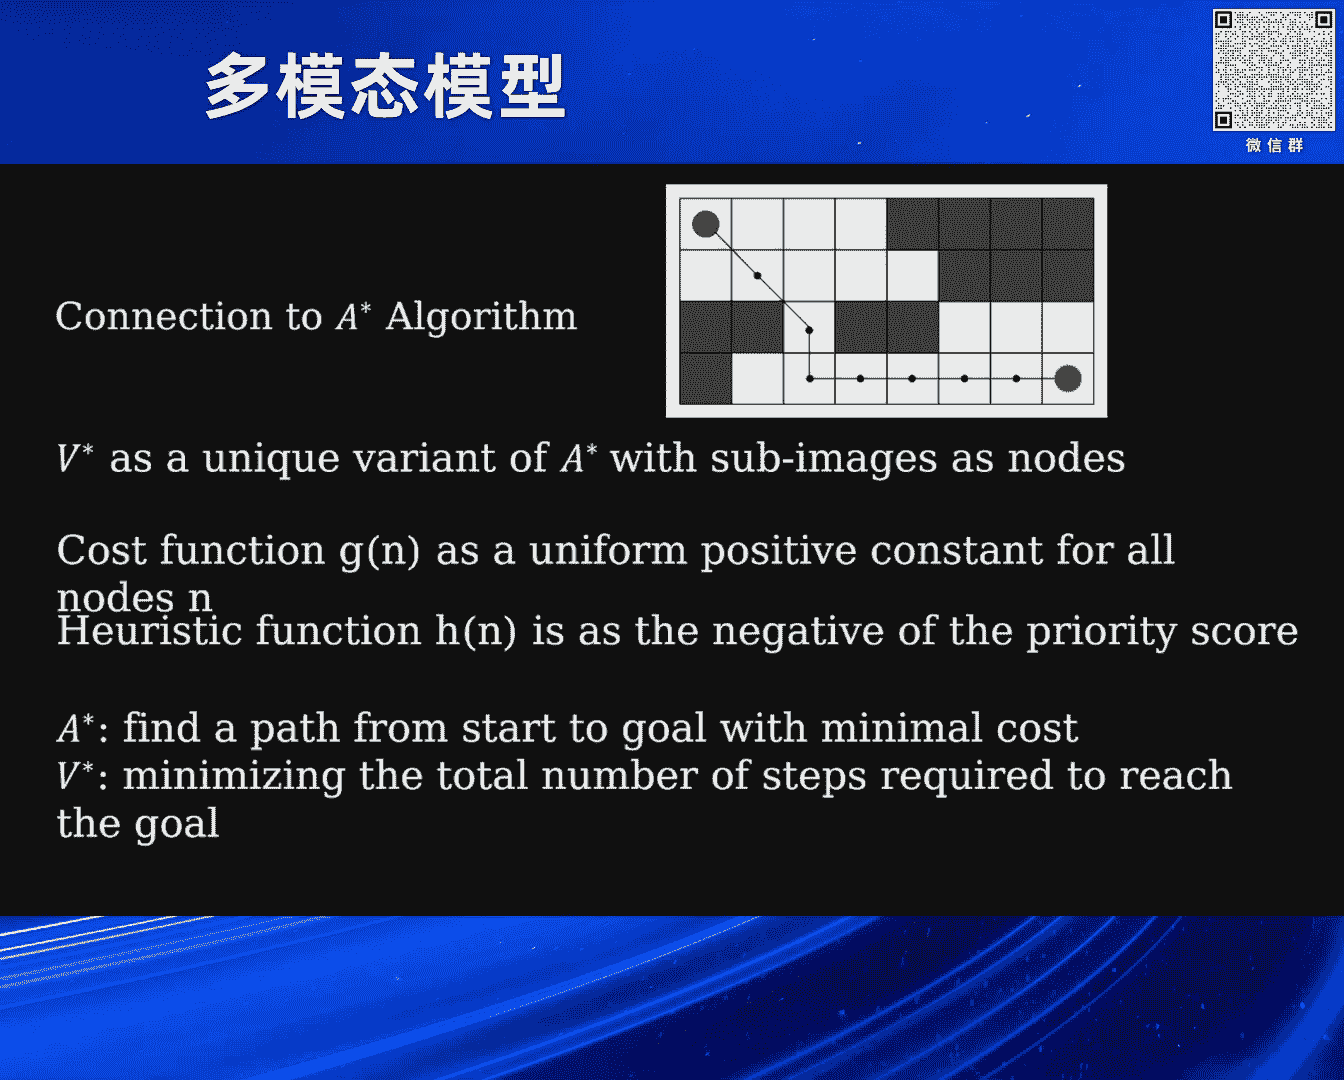 多模态模型
微信群
Connection to A* Algorithm
V* as a unique variant of A* with sub-images as nodes
Cost function g(n) as a uniform positive constant for all
nodes n
Heuristic function h(n) is as the negative of the priority score
A*: find a path from start to goal with minimal cost
V*: minimizing the total number of steps required to reach
the goal